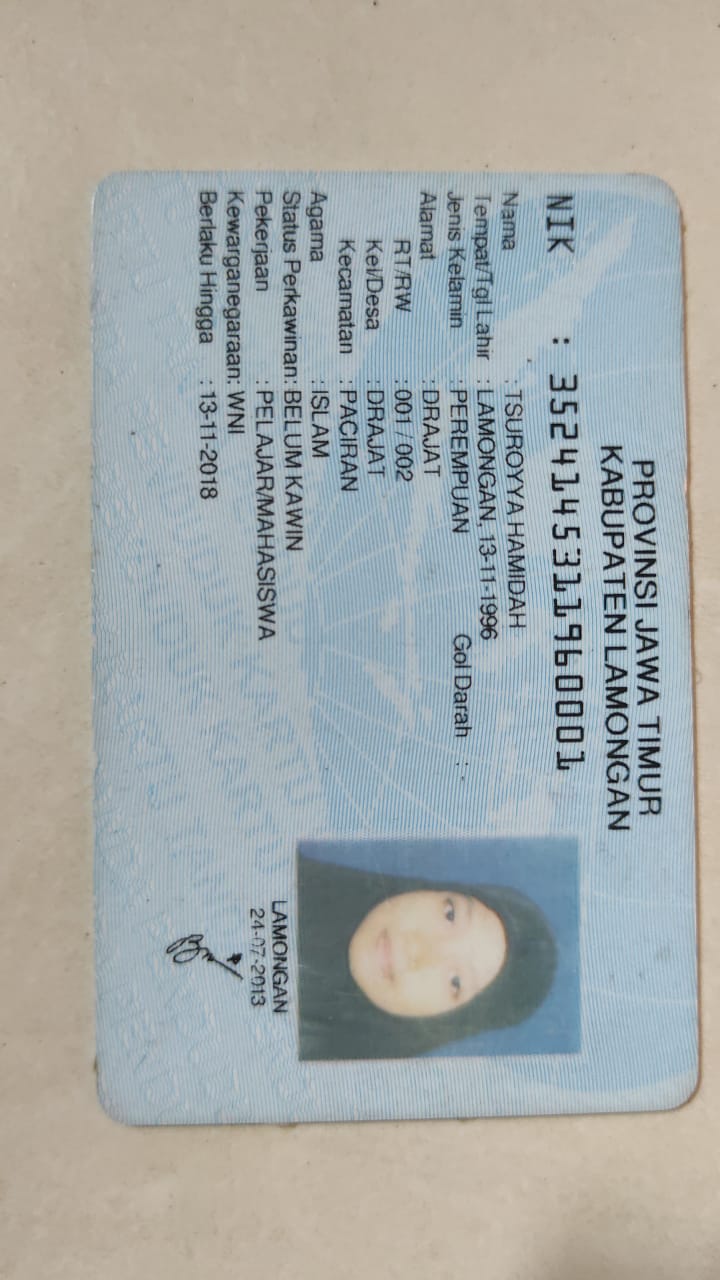 PROVINSI JAWA TIMUR
KABUPATEN LAMONGAN
NIK : 3524145311960001
Nama : TSUROYYA HAMIDAH
Tempat/Tgl Lahir : LAMONGAN, 13-11-1996
Jenis Kelamin : PEREMPUAN Gol Darah : -
Alamat : DRAJAT
RT/RW : 001 / 002
Kel/Desa : DRAJAT
Kecamatan : PACIRAN
Agama : ISLAM
Status Perkawinan: BELUM KAWIN
Pekerjaan : PELAJAR/MAHASISWA
Kewarganegaraan: WNI
Berlaku Hingga : 13-11-2018
LAMONGAN
24-07-2013